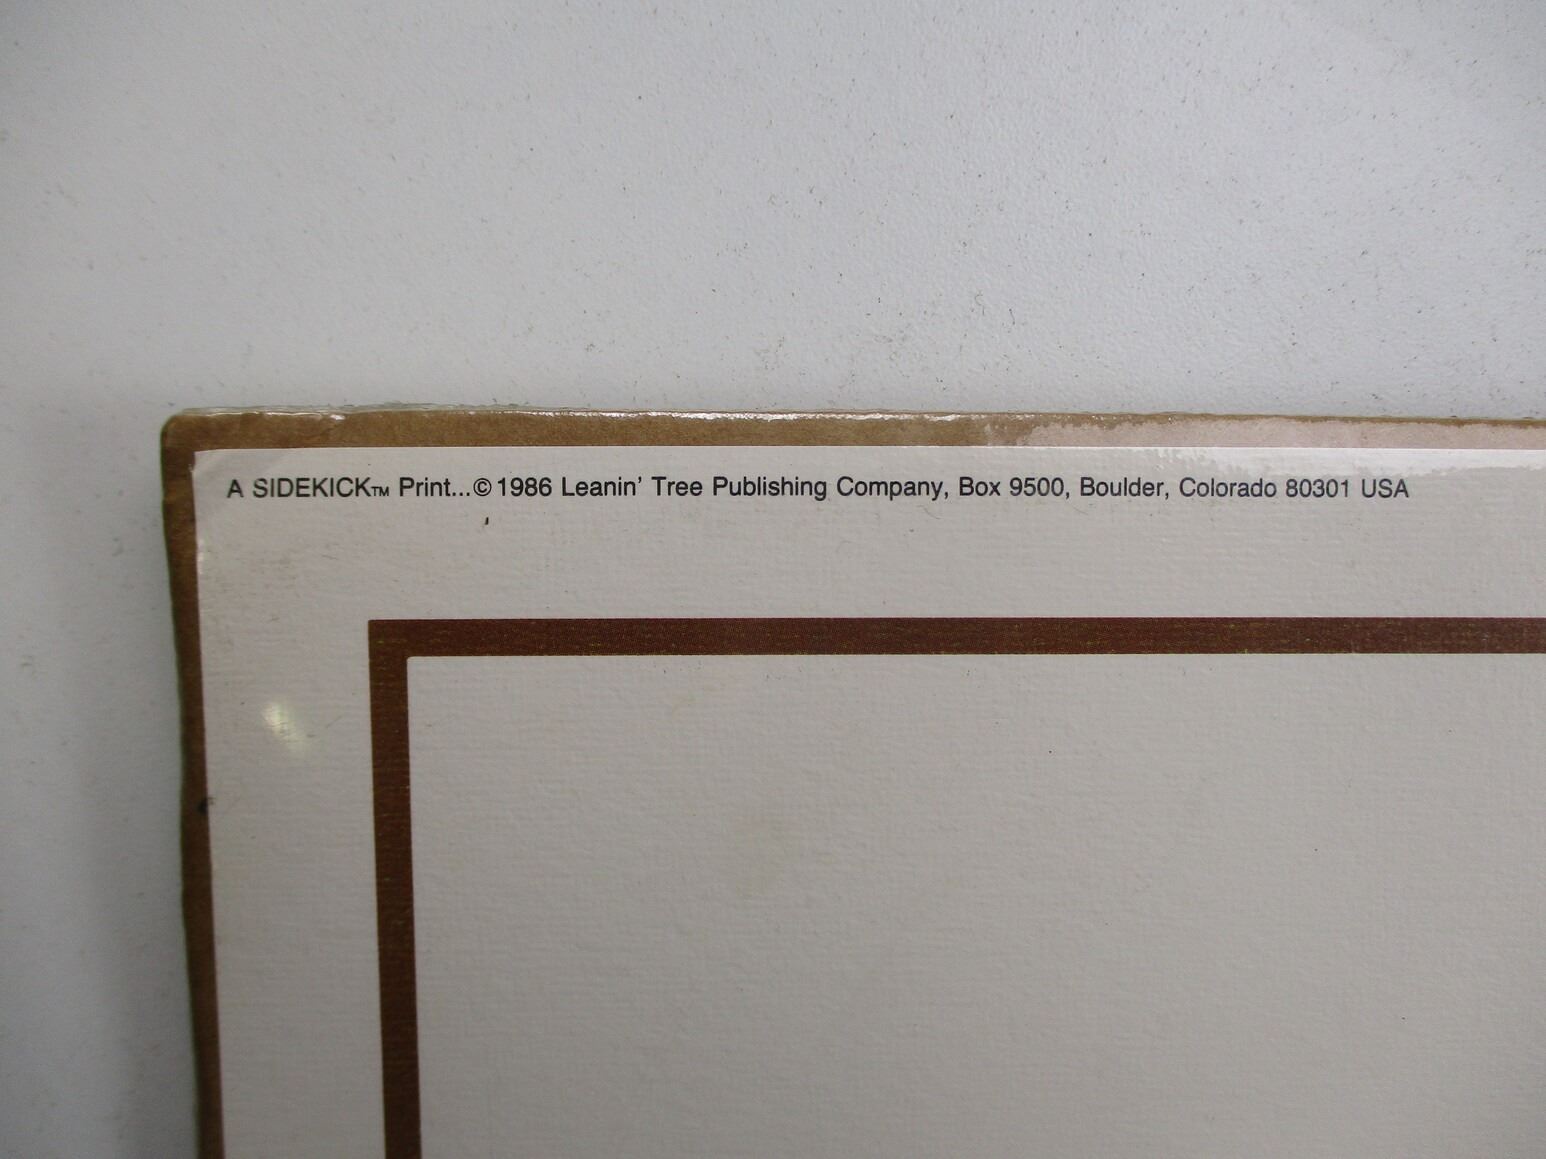 A SIDEKICK™ Print...© 1986 Leanin' Tree Publishing Company, Box 9500, Boulder, Colorado 80301 USA